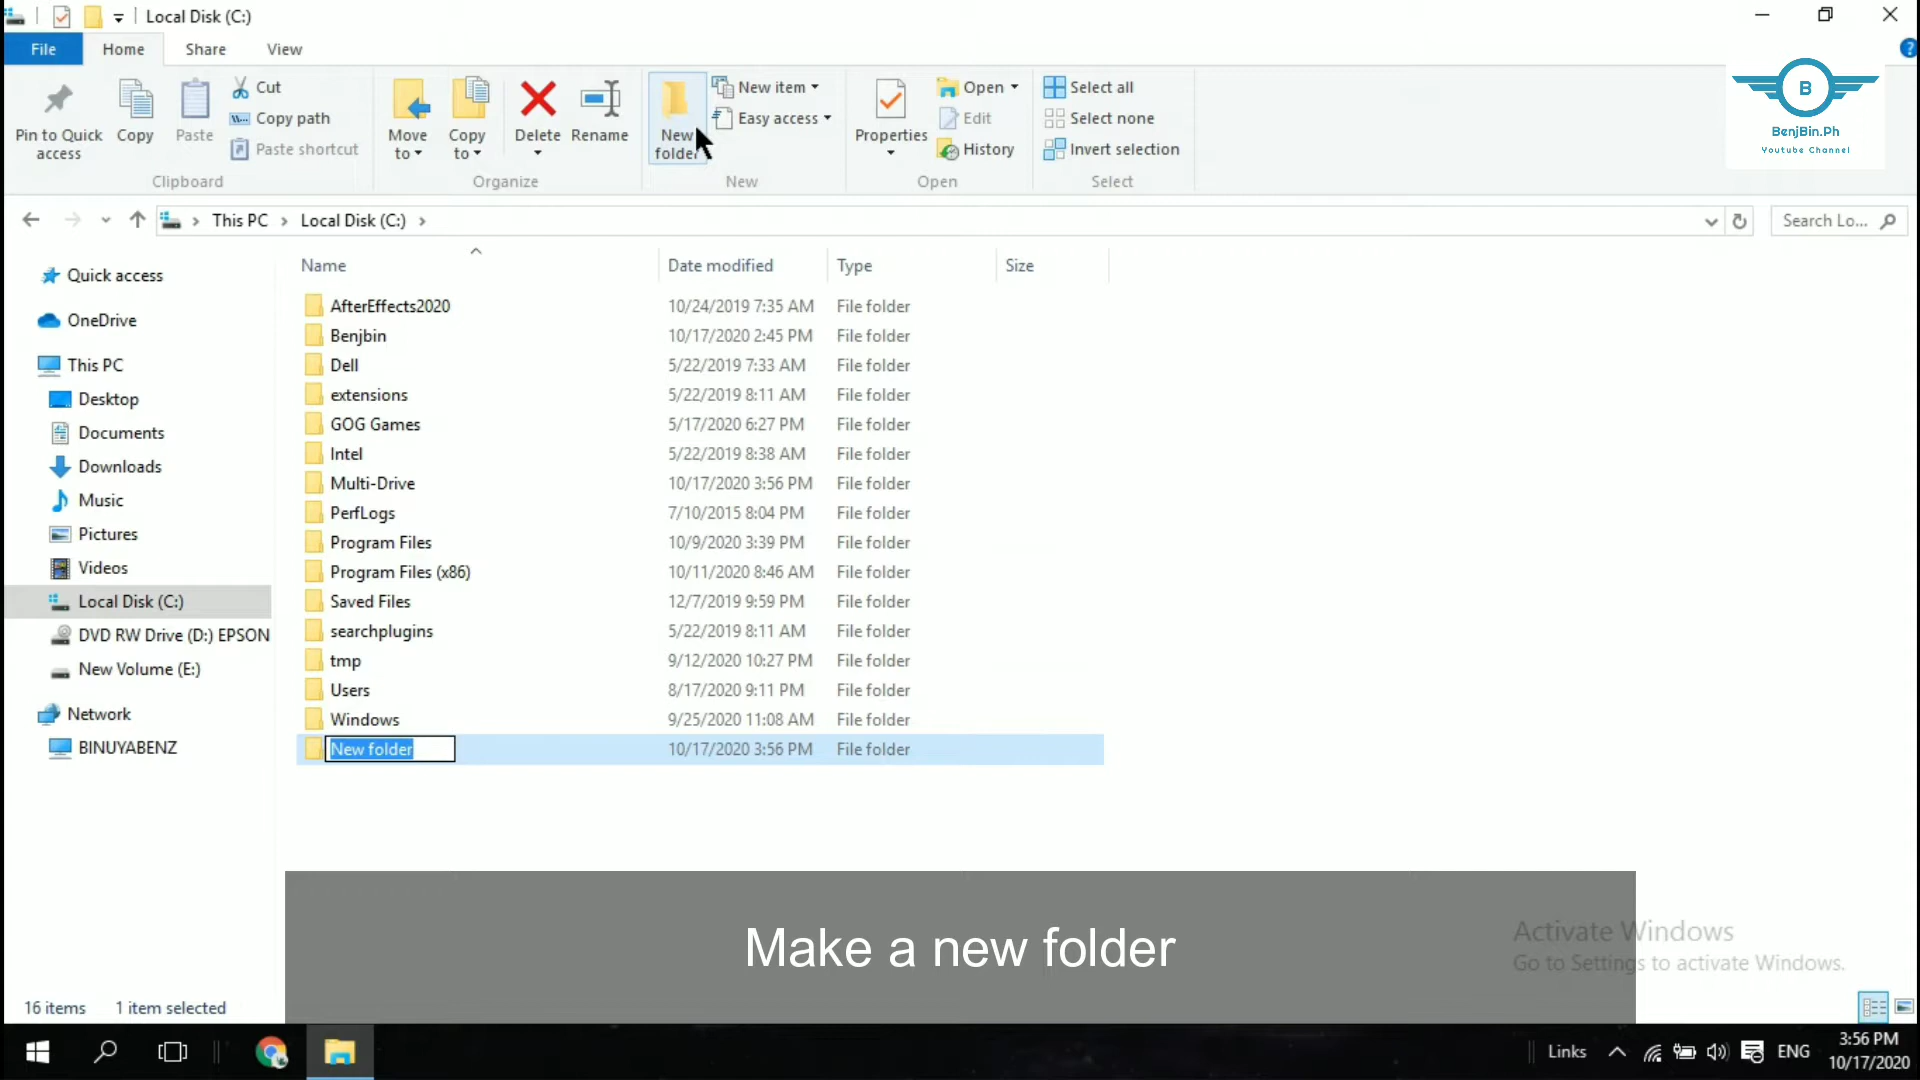 Local Disk (C:)
File Home Share View
Pin to Quick access
Copy
Paste
Cut
Copy path
Paste shortcut
Clipboard
Move to
Copy to
Delete
Rename
Organize
New folder
New item
Easy access
New
Properties
Open
Edit
History
Open
Select all
Select none
Invert selection
Select
B
BenjBin.Ph
Youtube Channel
This PC > Local Disk (C:) >
Search Lo...
Quick access
OneDrive
This PC
Desktop
Documents
Downloads
Music
Pictures
Videos
Local Disk (C:)
DVD RW Drive (D:) EPSON
New Volume (E:)
Network
BINUYABENZ
Name Date modified Type Size
AfterEffects2020 10/24/2019 7:35 AM File folder
Benjbin 10/17/2020 2:45 PM File folder
Dell 5/22/2019 7:33 AM File folder
extensions 5/22/2019 8:11 AM File folder
GOG Games 5/17/2020 6:27 PM File folder
Intel 5/22/2019 8:38 AM File folder
Multi-Drive 10/17/2020 3:56 PM File folder
PerfLogs 7/10/2015 8:04 PM File folder
Program Files 10/9/2020 3:39 PM File folder
Program Files (x86) 10/11/2020 8:46 AM File folder
Saved Files 12/7/2019 9:59 PM File folder
searchplugins 5/22/2019 8:11 AM File folder
tmp 9/12/2020 10:27 PM File folder
Users 8/17/2020 9:11 PM File folder
Windows 9/25/2020 11:08 AM File folder
New folder 10/17/2020 3:56 PM File folder
Make a new folder
Activate Windows
Go to Settings to activate Windows.
16 items 1 item selected
Links ENG 3:56 PM
10/17/2020